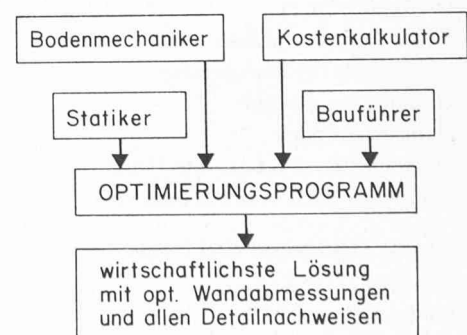 Bodenmechaniker
Kostenkalkulator
Statiker
Bauführer
OPTIMIERUNGSPROGRAMM
wirtschaftlichste Lösung
mit opt. Wandabmessungen
und allen Detailnachweisen